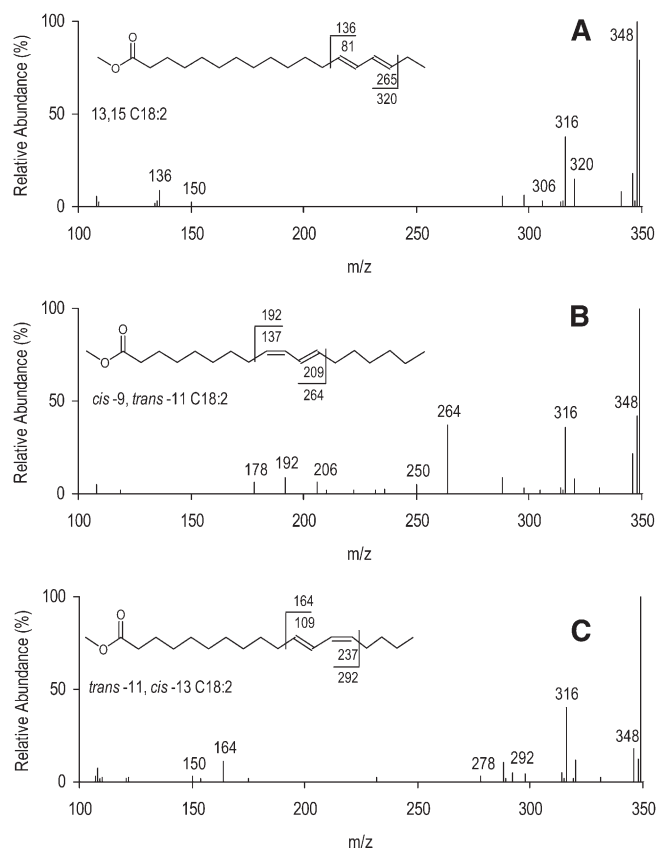 A
Relative Abundance (%)
100
50
0
O
O
136
81
265
320
13,15 C18:2
136
150
306
316
320
348
100 150 200 250 300 350
m/z
B
Relative Abundance (%)
100
50
0
O
O
192
137
209
264
cis -9, trans -11 C18:2
178
192
206
250
264
316
348
100 150 200 250 300 350
m/z
C
Relative Abundance (%)
100
50
0
O
O
164
109
237
292
trans -11, cis -13 C18:2
150
164
278
292
316
348
100 150 200 250 300 350
m/z